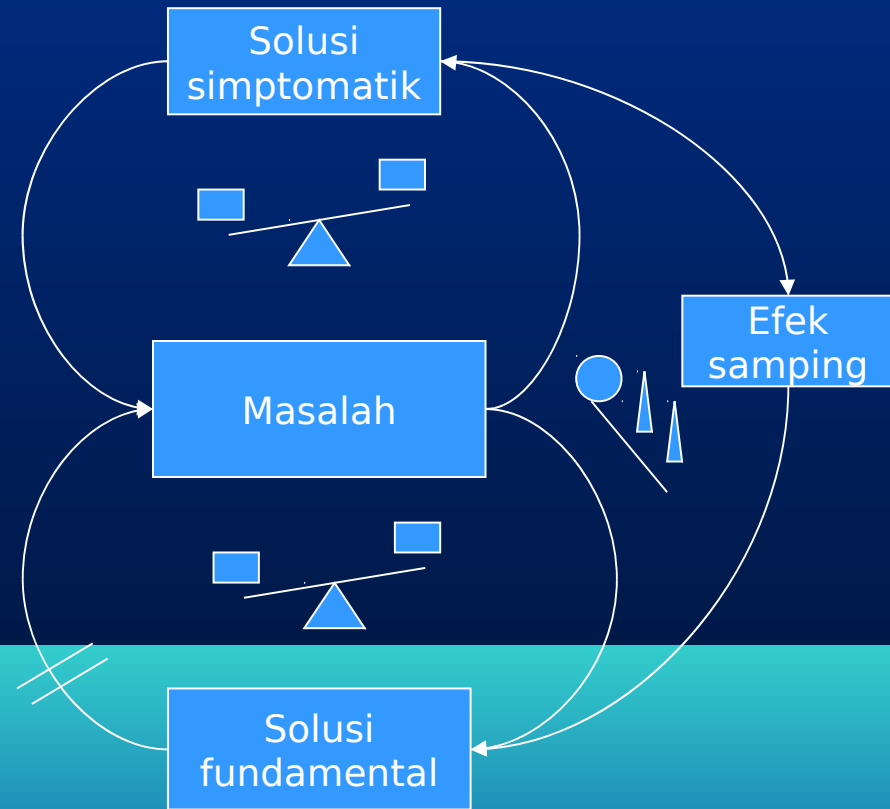 Solusi
simptomatik
Efek
samping
Masalah
Solusi
fundamental